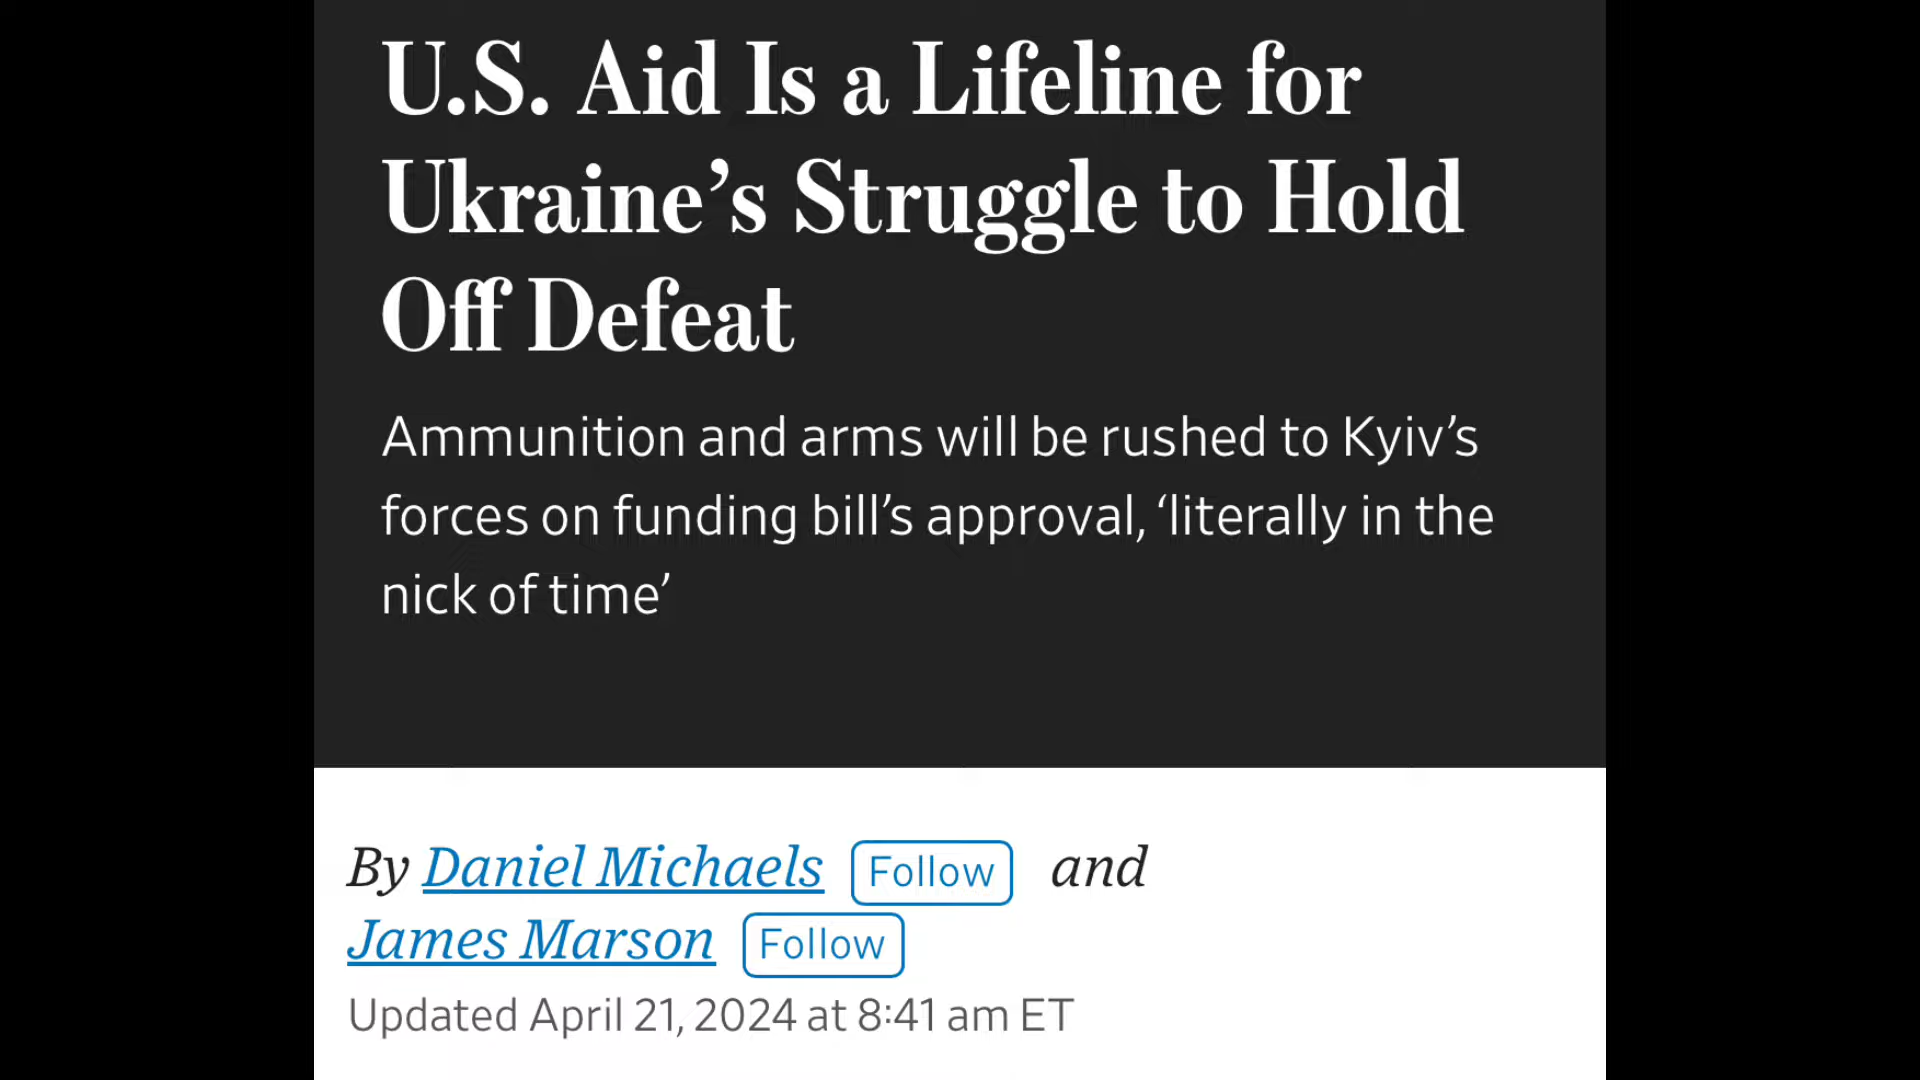 U.S. Aid Is a Lifeline for
Ukraine’s Struggle to Hold
Off Defeat
Ammunition and arms will be rushed to Kyiv’s
forces on funding bill’s approval, ‘literally in the
nick of time’
By Daniel Michaels Follow and
James Marson Follow
Updated April 21, 2024 at 8:41 am ET